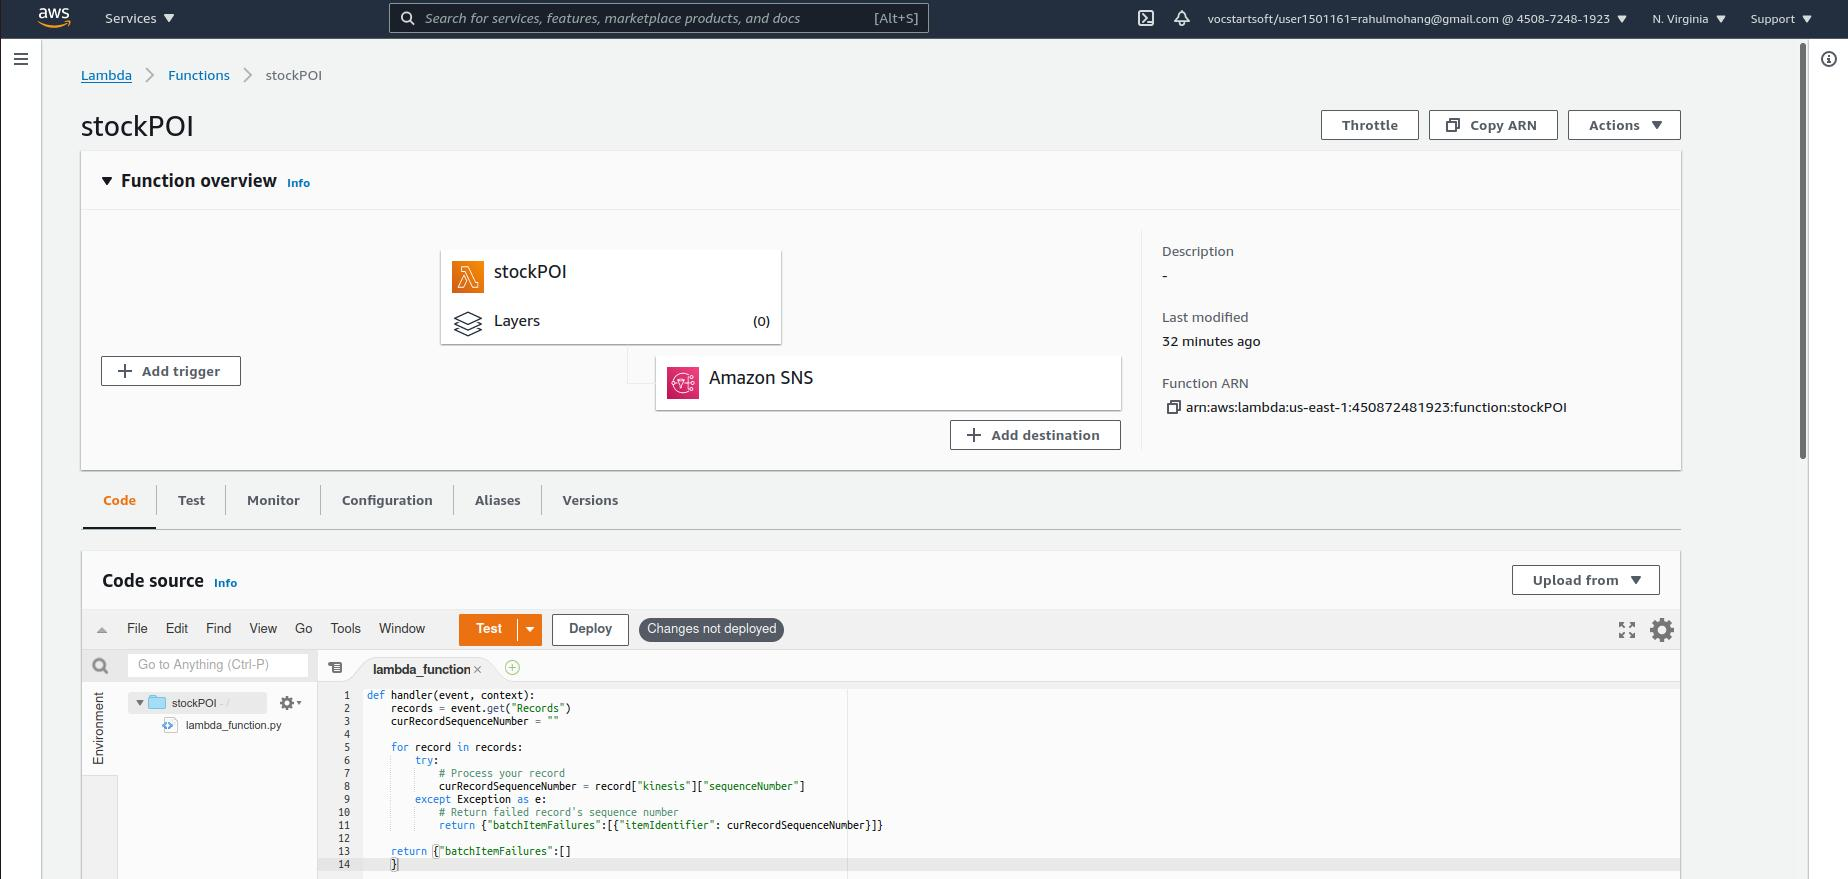 aws Services Search for services, features, marketplace products, and docs [Alt+S] vocstartsoft/user1501161=rahulmohang@gmail.com @ 4508-7248-1923 N. Virginia Support
Lambda Functions stockPOI
stockPOI
Throttle Copy ARN Actions
Function overview Info
stockPOI
Layers (0)
Add trigger
Amazon SNS
Add destination
Description
-
Last modified
32 minutes ago
Function ARN
arn:aws:lambda:us-east-1:450872481923:function:stockPOI
Code Test Monitor Configuration Aliases Versions
Code source Info
Upload from
File Edit Find View Go Tools Window Test Deploy Changes not deployed
Go to Anything (Ctrl-P)
Environment
stockPOI - /
lambda_function.py
lambda_function ×
1 def handler(event, context):
2 records = event.get("Records")
3 curRecordSequenceNumber = ""
4
5 for record in records:
6 try:
7 # Process your record
8 curRecordSequenceNumber = record["kinesis"]["sequenceNumber"]
9 except Exception as e:
10 # Return failed record's sequence number
11 return {"batchItemFailures":[{"itemIdentifier": curRecordSequenceNumber}]}
12
13 return {"batchItemFailures":[]
14 }